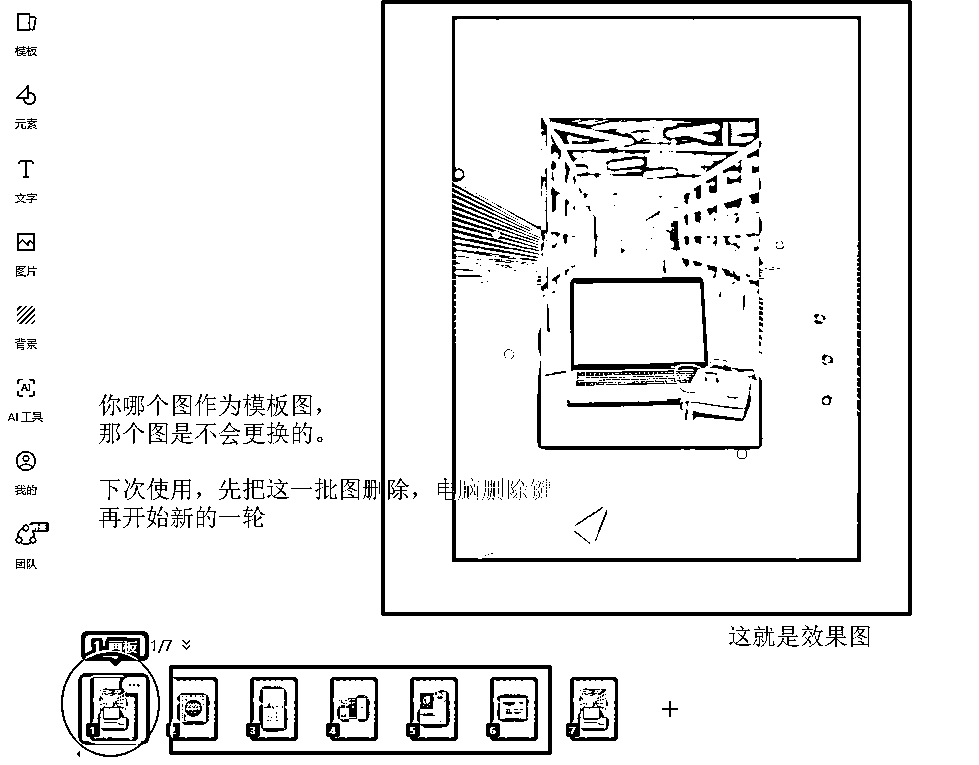 模板
元素
文字
图片
背景
AI
AI工具
我的
团队
你哪个图作为模板图，
那个图是不会更换的。
下次使用，先把这一批图删除，电脑删除键
再开始新的一轮
这就是效果图
画板 1/7
1
2
3
4
5
6
7